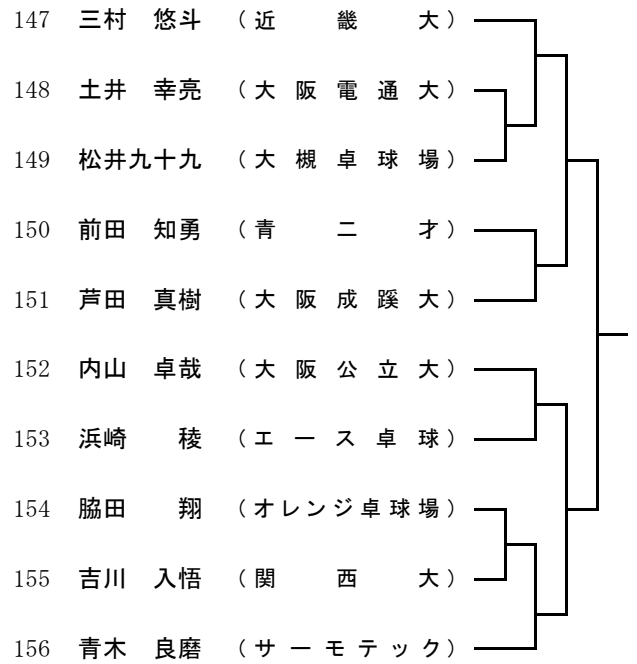 147 三村 悠斗 (近 畿 大)
148 土井 幸亮 (大 阪 電 通 大)
149 松井九十九 (大 槻 卓 球 場)
150 前田 知勇 (青 二 才)
151 芦田 真樹 (大 阪 成 蹊 大)
152 内山 卓哉 (大 阪 公 立 大)
153 浜崎 稜 (エ ー ス 卓 球)
154 脇田 翔 (オレンジ卓球場)
155 吉川 入悟 (関 西 大)
156 青木 良磨 (サ ー モ テ ッ ク)